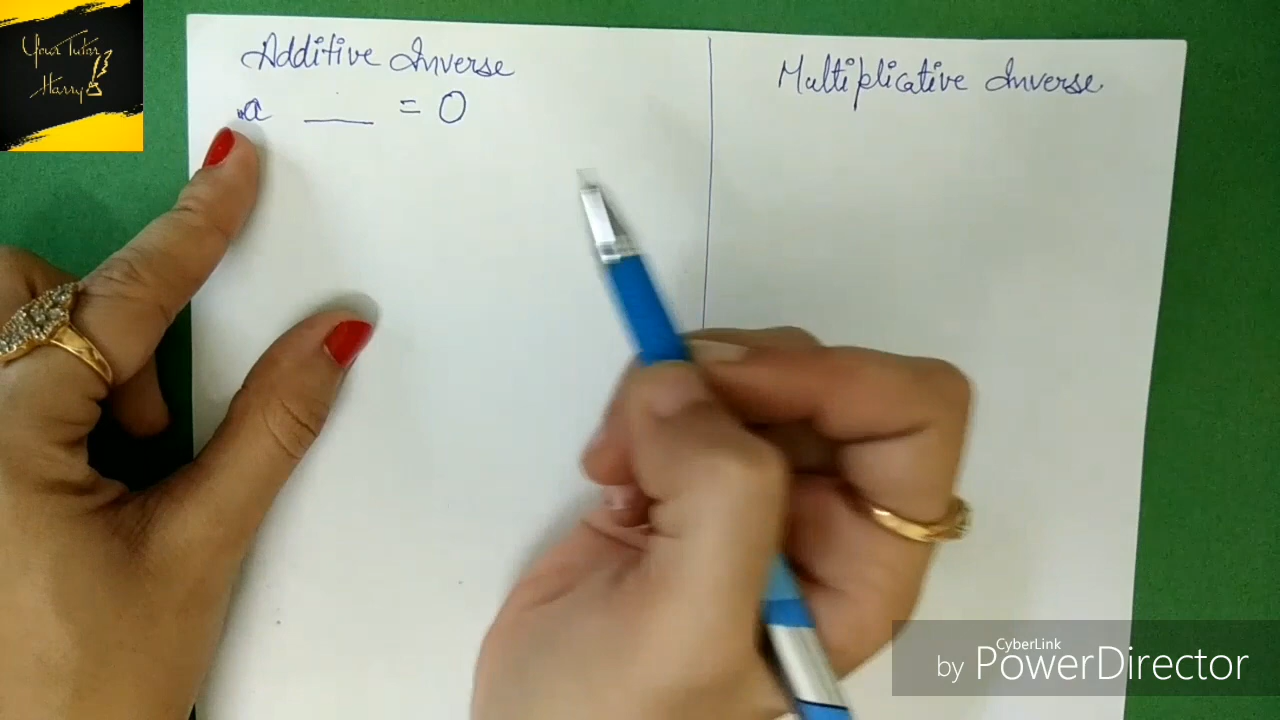 Your Tutor
Harry
Additive Inverse
a ___ = 0
Multiplicative Inverse
CyberLink
by PowerDirector